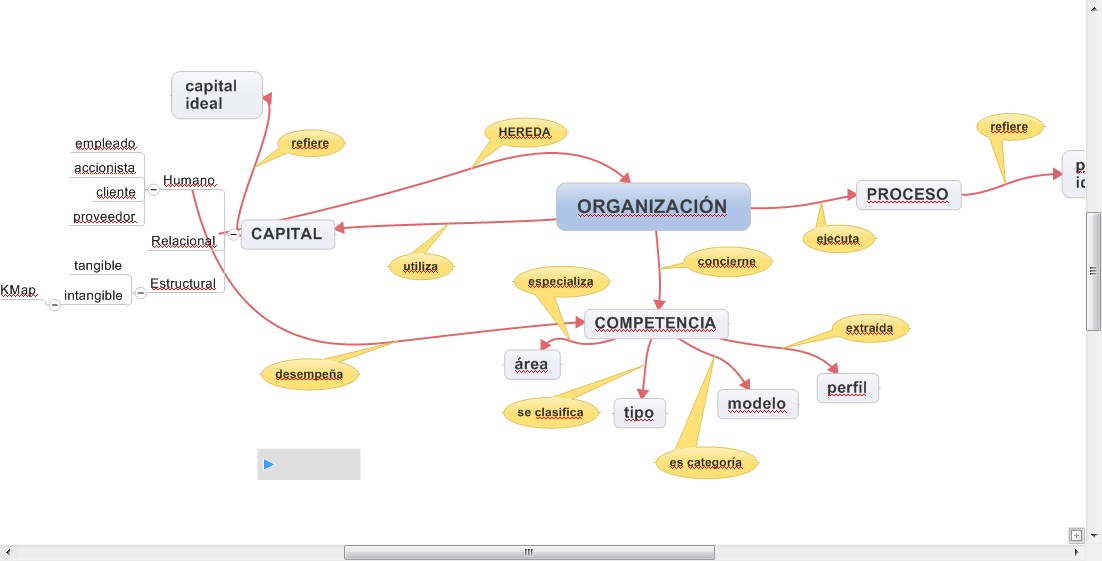 capital
ideal
refiere
HEREDA
refiere
empleado
accionista
cliente
proveedor
Humano
Relacional
CAPITAL
tangible
intangible
Estructural
KMap
ORGANIZACIÓN
PROCESO
p
ic
utiliza
concierne
ejecuta
especializa
COMPETENCIA
extraída
desempeña
área
se clasifica
tipo
modelo
perfil
es categoría